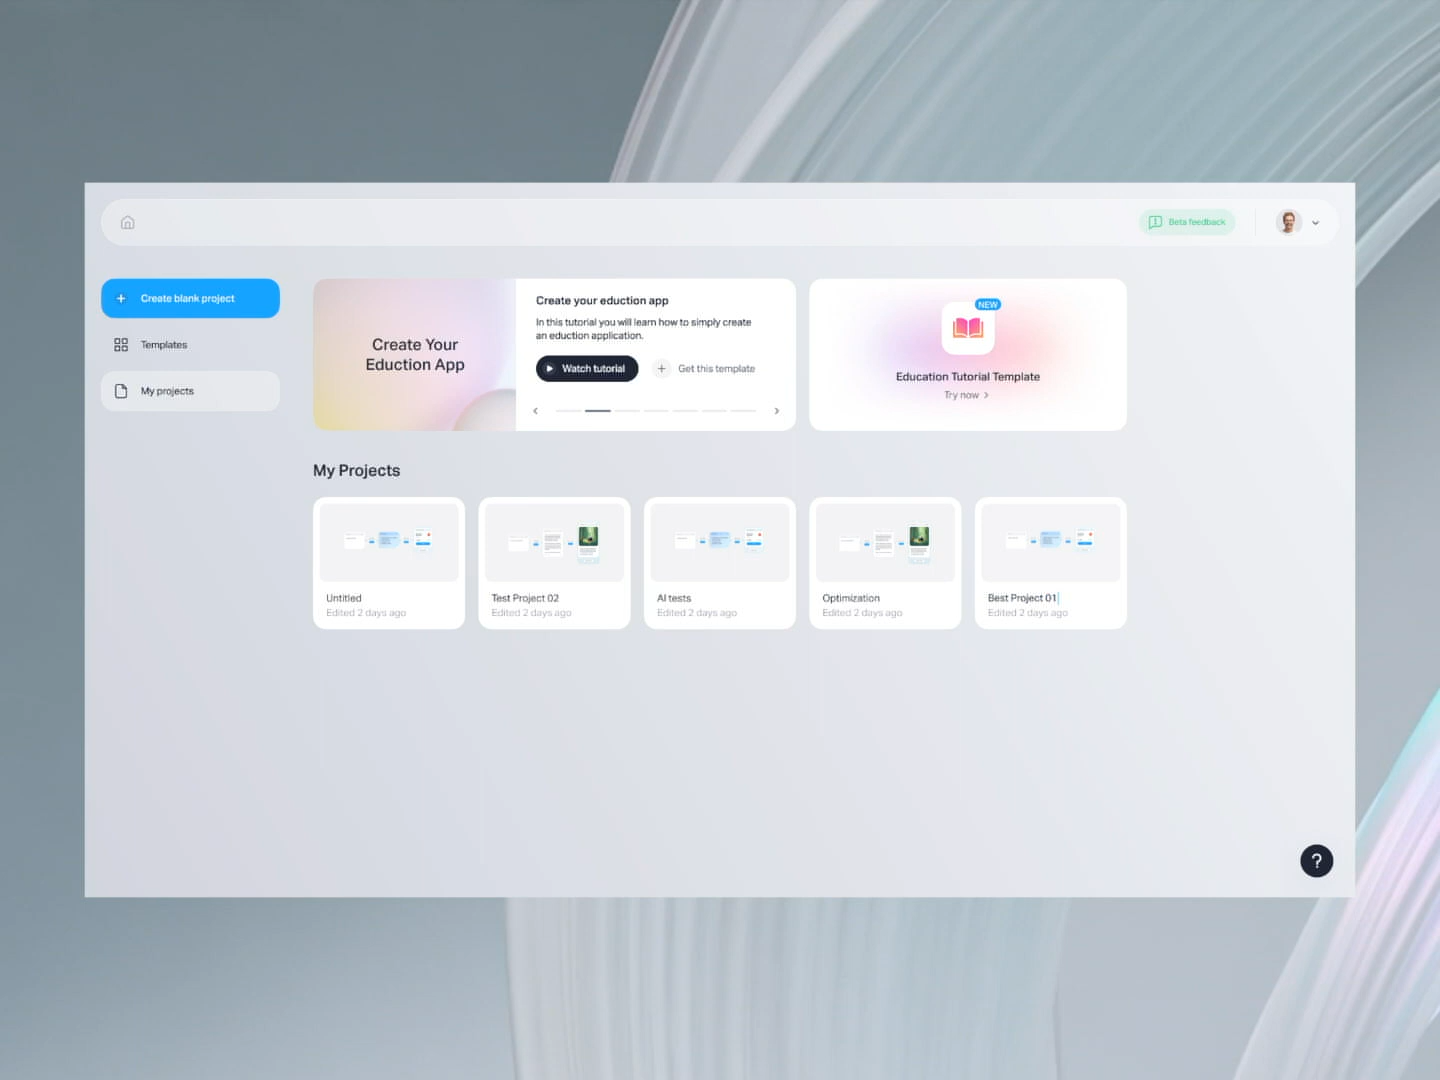 Beta feedback
Create blank project
Templates
My projects
Create Your
Eduction App
Create your eduction app
In this tutorial you will learn how to simply create
an eduction application.
Watch tutorial
Get this template
NEW
Education Tutorial Template
Try now
My Projects
Untitled
Edited 2 days ago
Test Project 02
Edited 2 days ago
AI tests
Edited 2 days ago
Optimization
Edited 2 days ago
Best Project 01
Edited 2 days ago
?